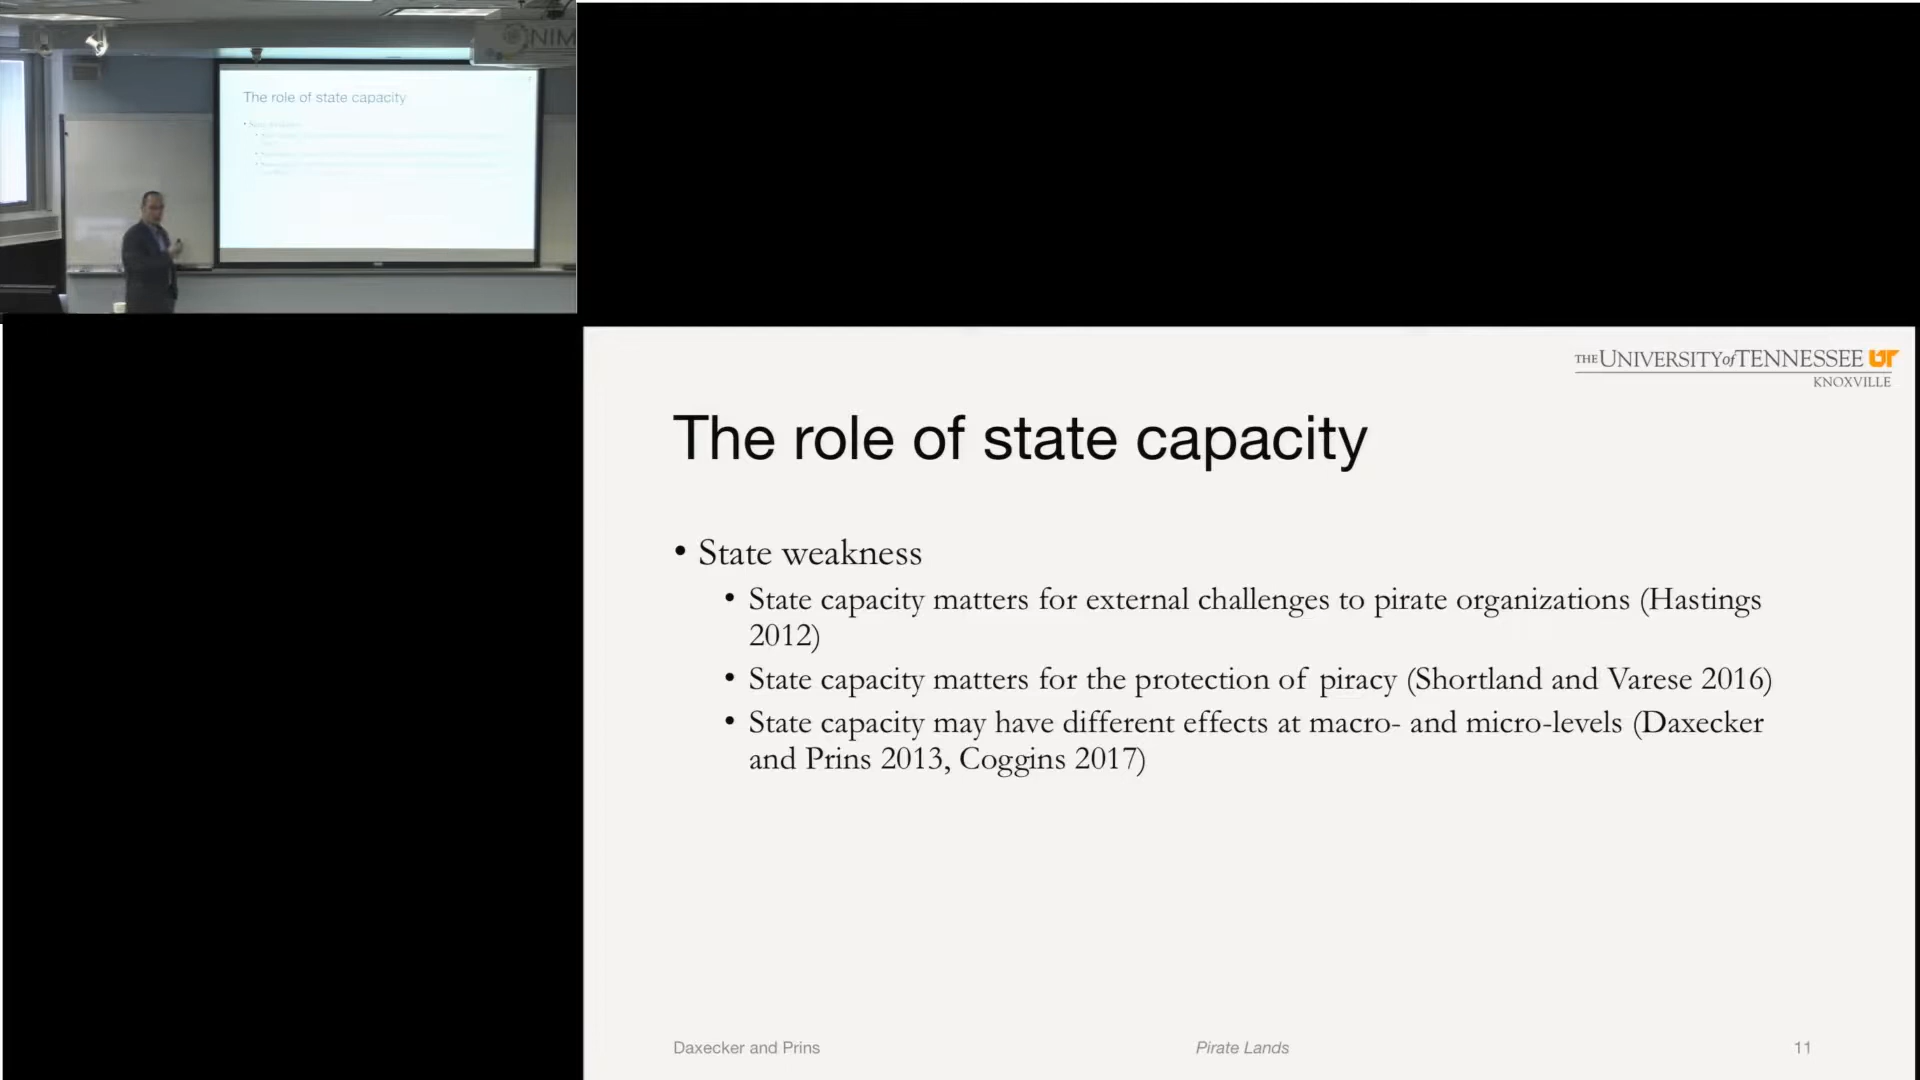 NIM
The role of state capacity
THE UNIVERSITY of TENNESSEE UT
KNOXVILLE
The role of state capacity
• State weakness
• State capacity matters for external challenges to pirate organizations (Hastings
2012)
• State capacity matters for the protection of piracy (Shortland and Varese 2016)
• State capacity may have different effects at macro- and micro-levels (Daxecker
and Prins 2013, Coggins 2017)
Daxecker and Prins
Pirate Lands
11